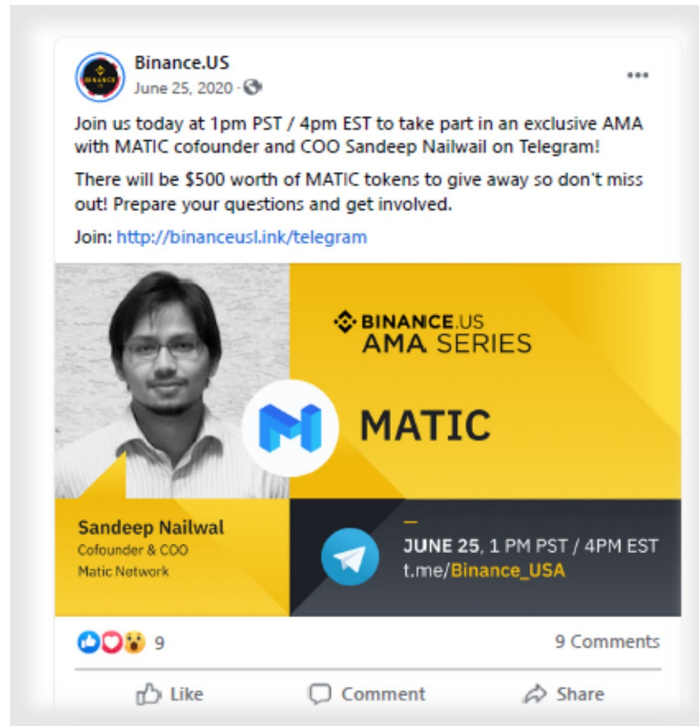 Binance.US
June 25, 2020 ·
Join us today at 1pm PST / 4pm EST to take part in an exclusive AMA
with MATIC cofounder and COO Sandeep Nailwail on Telegram!
There will be $500 worth of MATIC tokens to give away so don't miss
out! Prepare your questions and get involved.
Join: http://binanceusl.ink/telegram
BINANCE.US
AMA SERIES
MATIC
Sandeep Nailwal
Cofounder & COO
Matic Network
JUNE 25, 1 PM PST / 4PM EST
t.me/Binance_USA
9
9 Comments
Like
Comment
Share